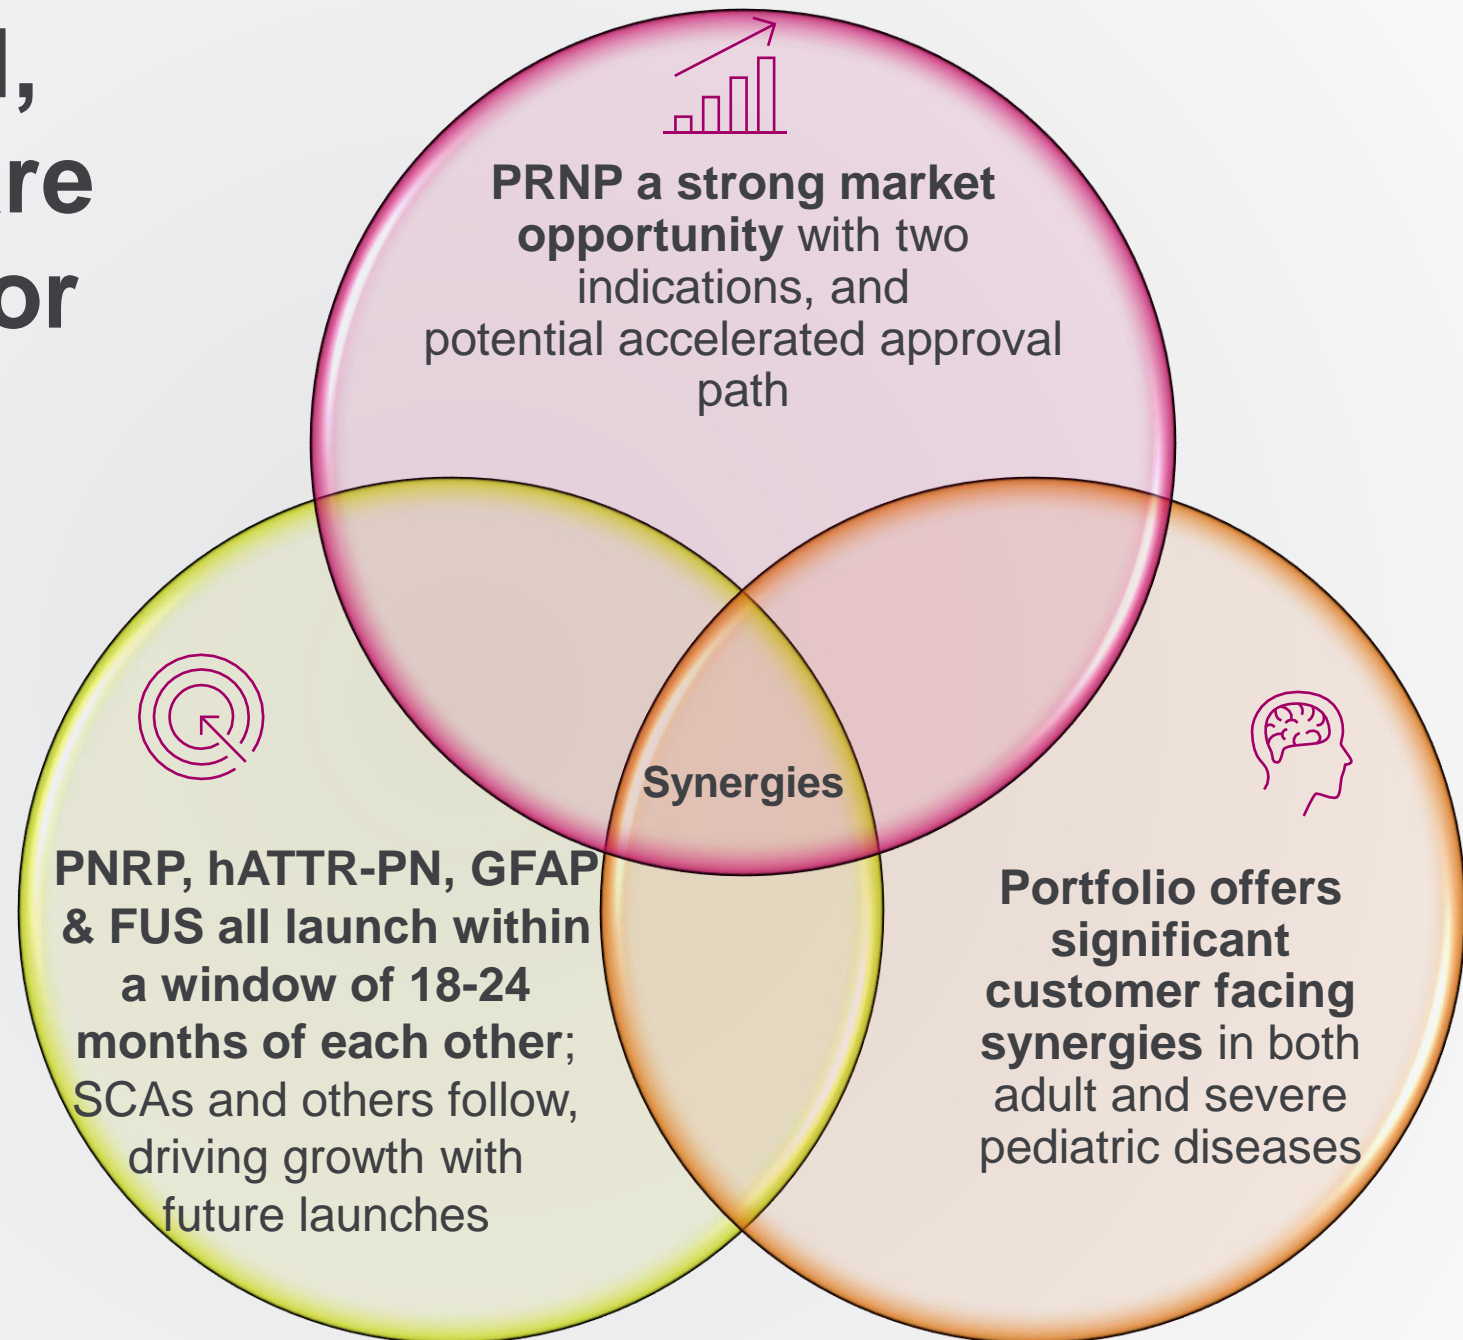 PRNP a strong market
opportunity with two
indications, and
potential accelerated approval
path
Synergies
PNRP, hATTR-PN, GFAP
& FUS all launch within
a window of 18-24
months of each other;
SCAs and others follow,
driving growth with
future launches
Portfolio offers
significant
customer facing
synergies in both
adult and severe
pediatric diseases